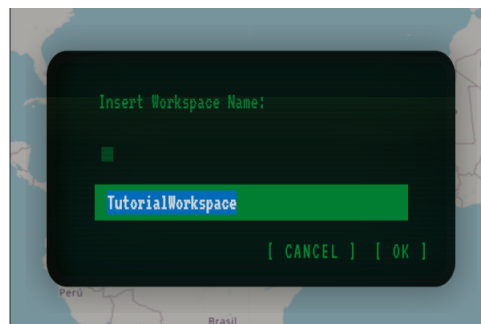 Insert Workspace Name:
TutorialWorkspace
[ CANCEL ] [ OK ]
Perú
Brasil